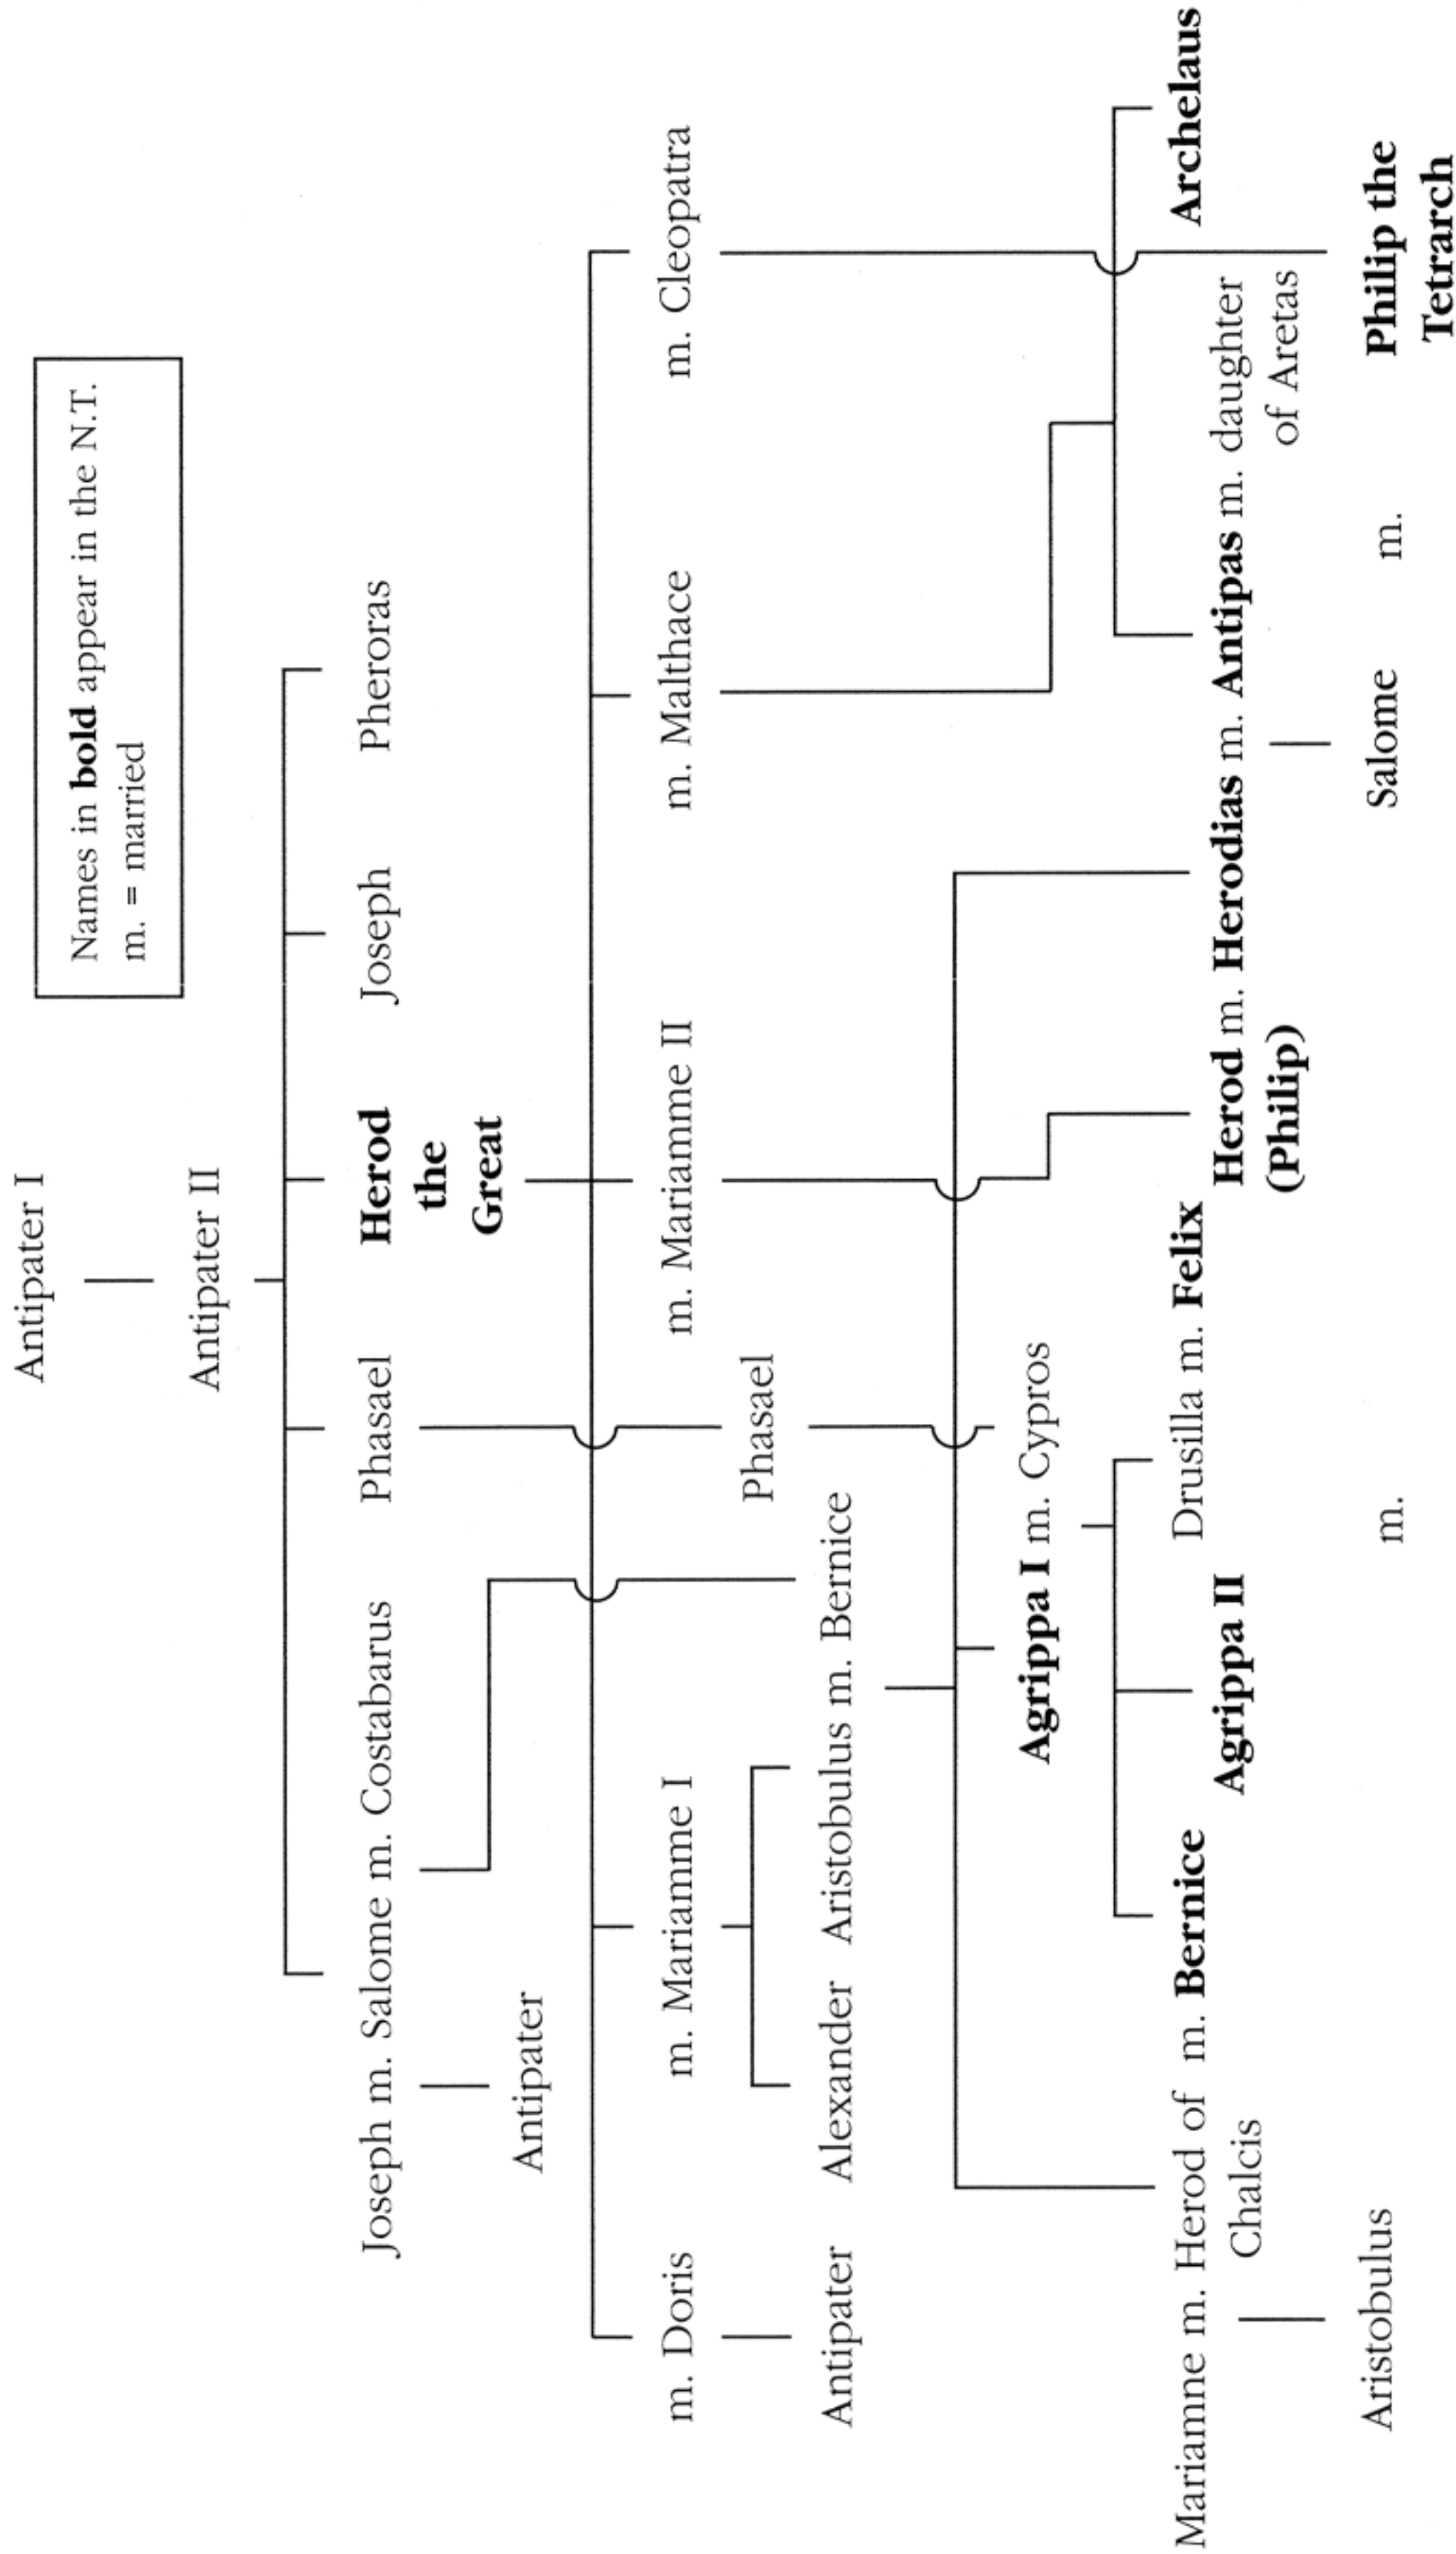 Antipater I
Names in bold appear in the N.T.
m. = married
Antipater II
Joseph m. Salome m. Costabarus Phasael Herod Joseph Pheroras
the
Great
Antipater
m. Doris m. Mariamne I m. Mariamne II m. Malthace m. Cleopatra
Phasael
Antipater Alexander Aristobulus m. Bernice
Agrippa I m. Cypros
Mariamne m. Herod of m. Bernice Drusilla m. Felix Archelaus
Agrippa II Herod m. Herodias m. Antipas m. daughter
Chalcis (Philip) of Aretas
Aristobulus m. Salome m. Philip the
Tetrarch